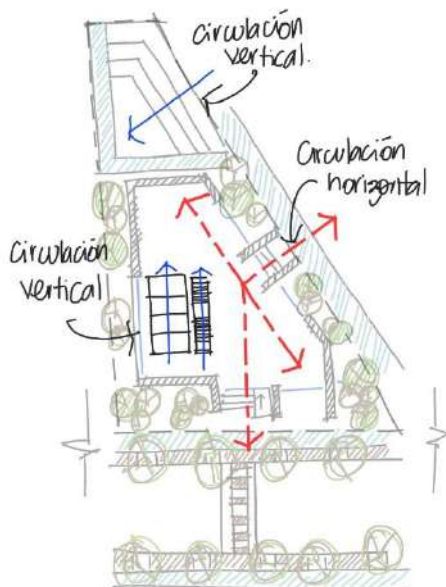 Circulación
vertical.
Circulación
horizontal
Circulación
vertical